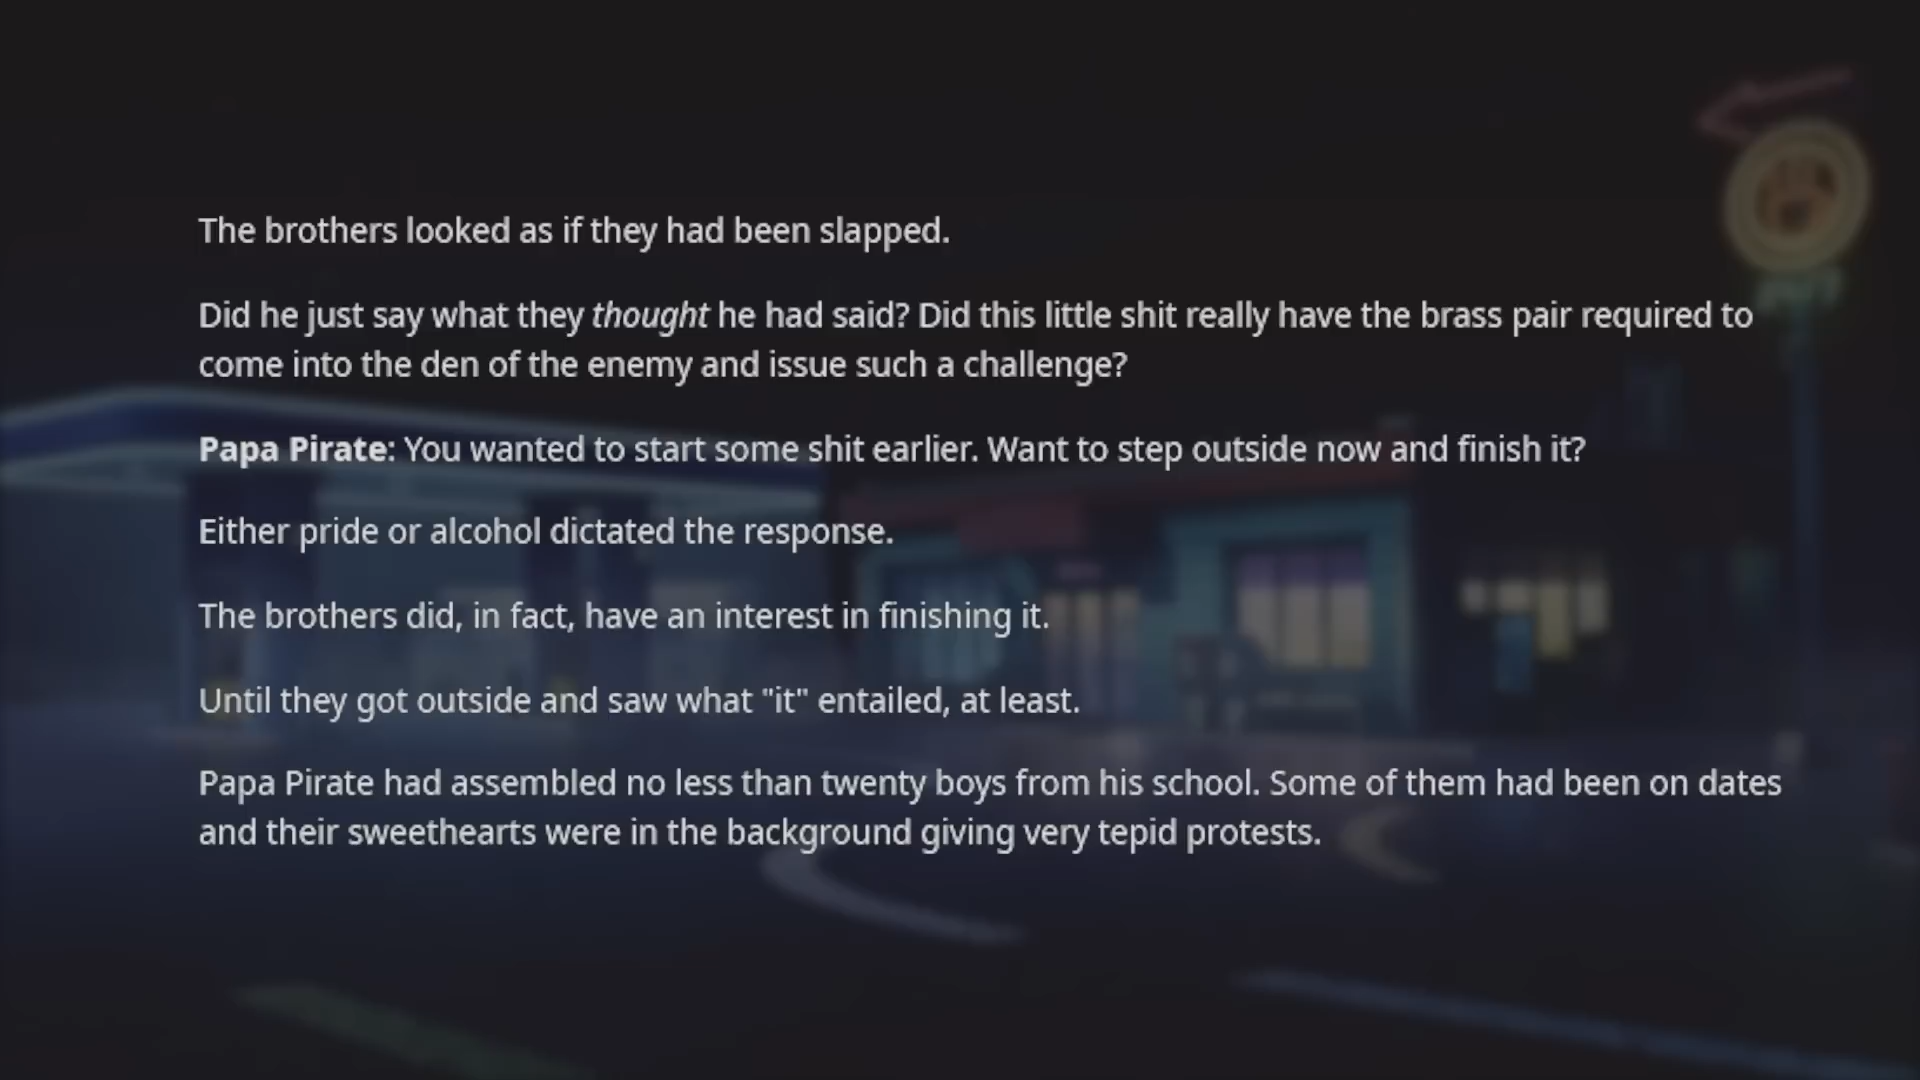 The brothers looked as if they had been slapped.
Did he just say what they thought he had said? Did this little shit really have the brass pair required to
come into the den of the enemy and issue such a challenge?
Papa Pirate: You wanted to start some shit earlier. Want to step outside now and finish it?
Either pride or alcohol dictated the response.
The brothers did, in fact, have an interest in finishing it.
Until they got outside and saw what "it" entailed, at least.
Papa Pirate had assembled no less than twenty boys from his school. Some of them had been on dates
and their sweethearts were in the background giving very tepid protests.